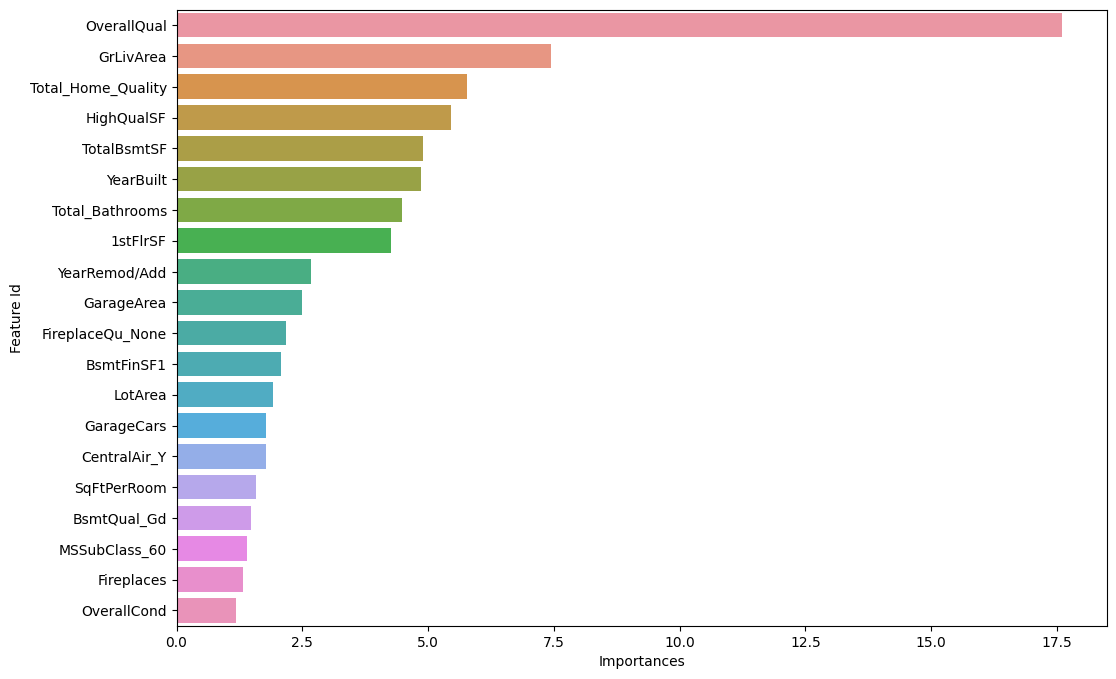 OverallQual
GrLivArea
Total_Home_Quality
HighQualSF
TotalBsmtSF
YearBuilt
Total_Bathrooms
1stFlrSF
YearRemod/Add
GarageArea
FireplaceQu_None
BsmtFinSF1
LotArea
GarageCars
CentralAir_Y
SqFtPerRoom
BsmtQual_Gd
MSSubClass_60
Fireplaces
OverallCond
Feature Id
0.0 2.5 5.0 7.5 10.0 12.5 15.0 17.5
Importances